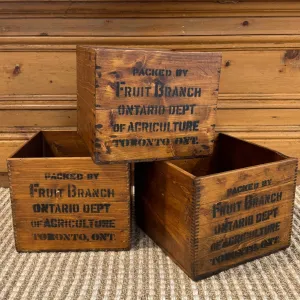 PACKED BY
FRUIT BRANCH
ONTARIO DEPT
OF AGRICULTURE
TORONTO ONT.
PACKED BY
FRUIT BRANCH
ONTARIO DEPT.
OF AGRICULTURE
TORONTO, ONT.
PACKED BY
FRUIT BRANCH
ONTARIO DEPT.
OF AGRICULTURE
TORONTO, ONT.